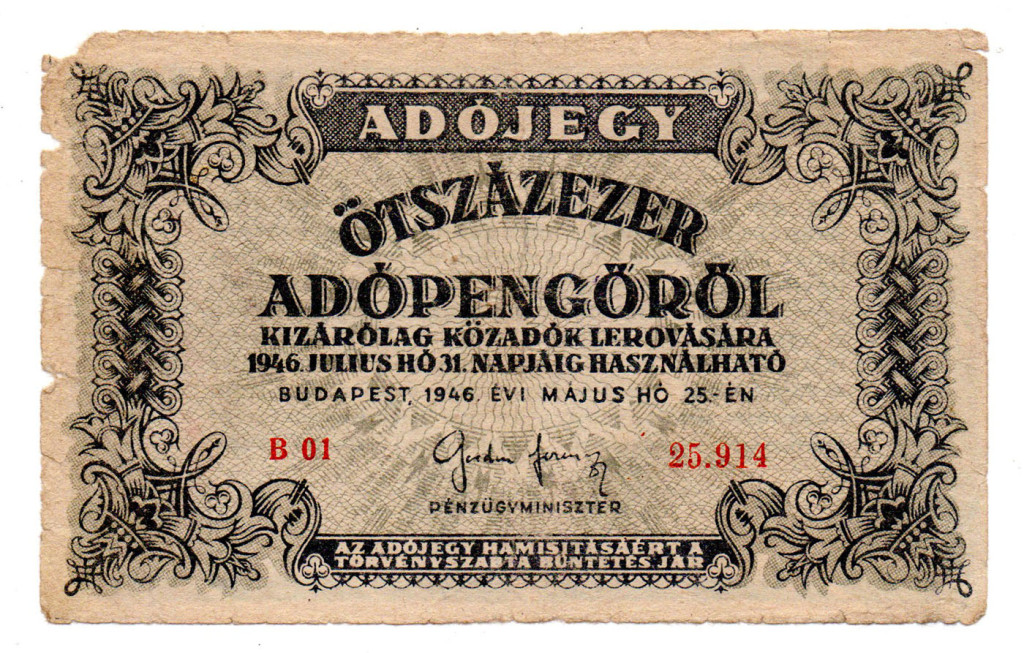 ADÓJEGY
ÖTSZÁZEZER
ADÓPENGŐRŐL
KIZÁRÓLAG KÖZADÓK LEROVÁSÁRA
1946. JULIUS HÓ 31. NAPJÁIG HASZNÁLHATÓ
BUDAPEST, 1946. ÉVI MÁJUS HÓ 25.-ÉN
B 01 25.914
PÉNZÜGYMINISZTER
AZ ADÓJEGY HAMISITÁSÁÉRT A
TÖRVÉNYSZABTA BÜNTETÉS JÁR